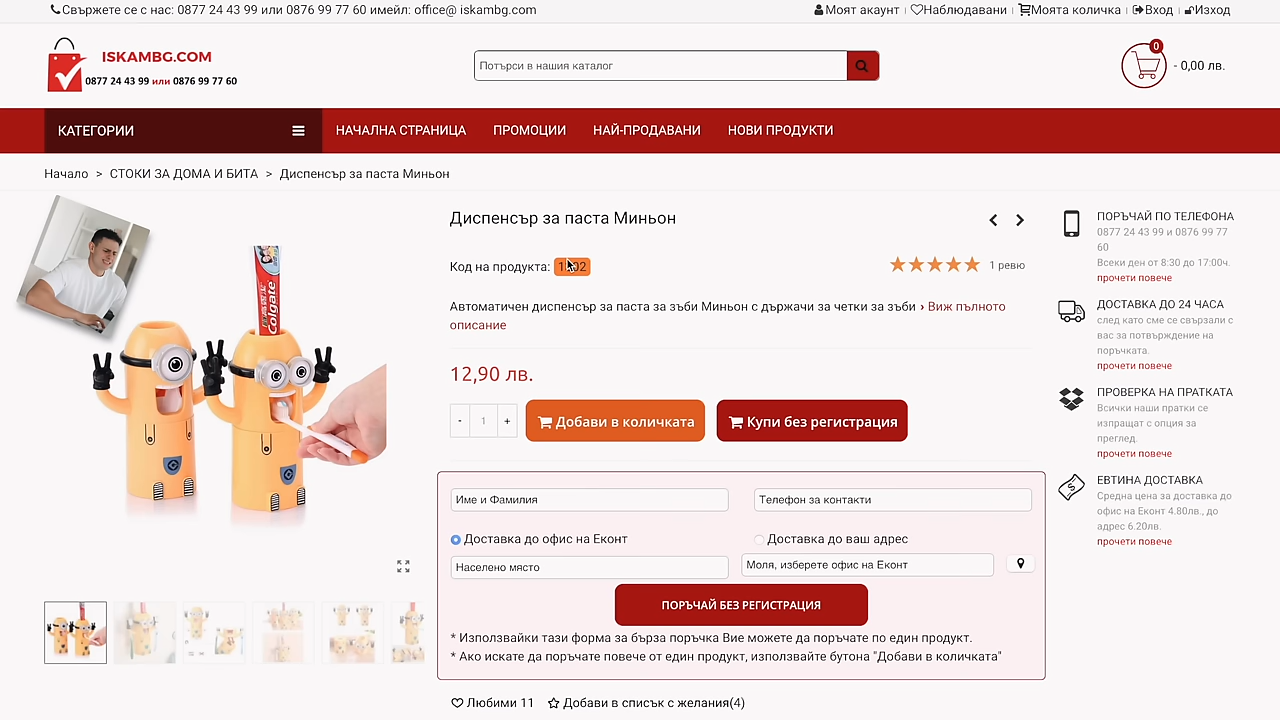 Свържете се с нас: 0877 24 43 99 или 0876 99 77 60 имейл: office@ iskambg.com
Моят акаунт
Наблюдавани
Моята количка
Вход
Изход
ISKAMBG.COM
0877 24 43 99 или 0876 99 77 60
Потърси в нашия каталог
0
- 0,00 лв.
КАТЕГОРИИ
НАЧАЛНА СТРАНИЦА
ПРОМОЦИИ
НАЙ-ПРОДАВАНИ
НОВИ ПРОДУКТИ
Начало > СТОКИ ЗА ДОМА И БИТА > Диспенсър за паста Миньон
Colgate
Диспенсър за паста Миньон
Код на продукта:
1 ревю
Автоматичен диспенсър за паста за зъби Миньон с държачи за четки за зъби › Виж пълното
описание
12,90 лв.
- 1 +
Добави в количката
Купи без регистрация
Име и Фамилия
Телефон за контакти
Доставка до офис на Еконт
Доставка до ваш адрес
Населено място
Моля, изберете офис на Еконт
ПОРЪЧАЙ БЕЗ РЕГИСТРАЦИЯ
* Използвайки тази форма за бърза поръчка Вие можете да поръчате по един продукт.
* Ако искате да поръчате повече от един продукт, използвайте бутона "Добави в количката"
Любими 11
Добави в списък с желания(4)
ПОРЪЧАЙ ПО ТЕЛЕФОНА
0877 24 43 99 и 0876 99 77
60
Всеки ден от 8:30 до 17:00ч.
прочети повече
ДОСТАВКА ДО 24 ЧАСА
след като сме се свързали с
вас за потвърждение на
поръчката.
прочети повече
ПРОВЕРКА НА ПРАТКАТА
Всички наши пратки се
изпращат с опция за
преглед.
прочети повече
ЕВТИНА ДОСТАВКА
Средна цена за доставка до
офис на Еконт 4.80лв., до
адрес 6.20лв.
прочети повече